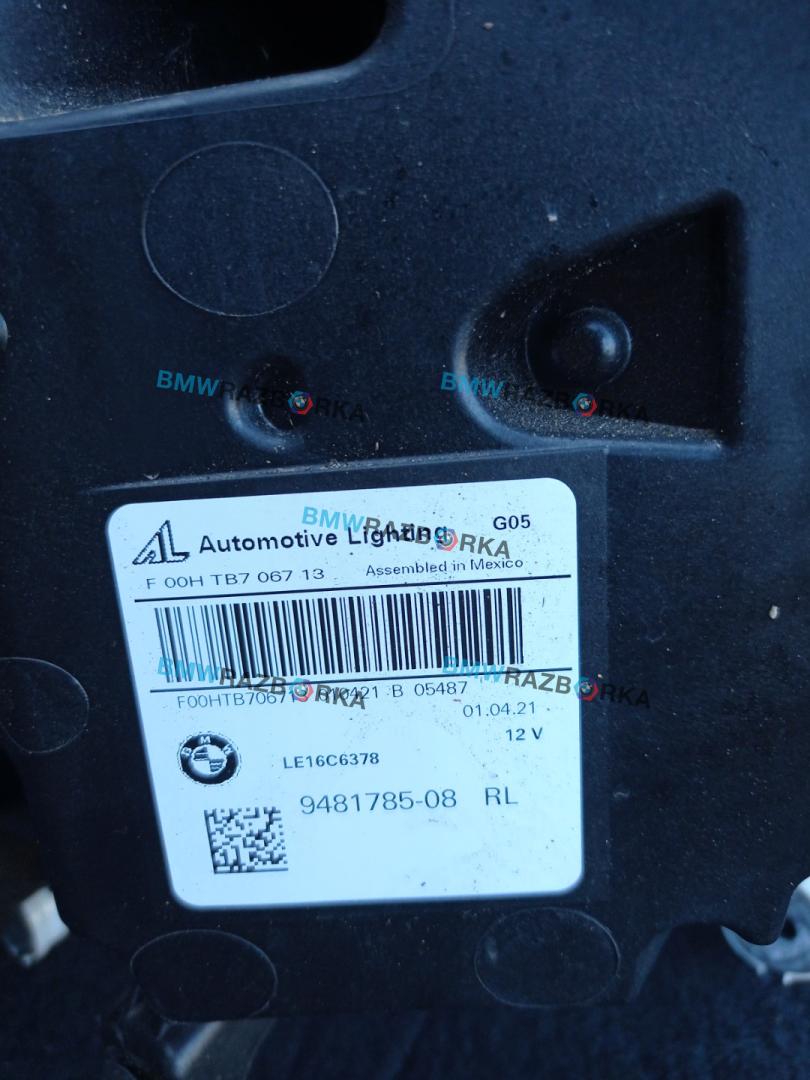 BMWRAZBORKA
BMWRAZBORKA
AL Automotive Lighting
G05
BMWRAZBORKA
F 00H TB7 067 13
Assembled in Mexico
BMWRAZBORKA
BMWRAZBORKA
B 05487
01.04.21
12 V
BMW
LE16C6378
9481785-08 RL